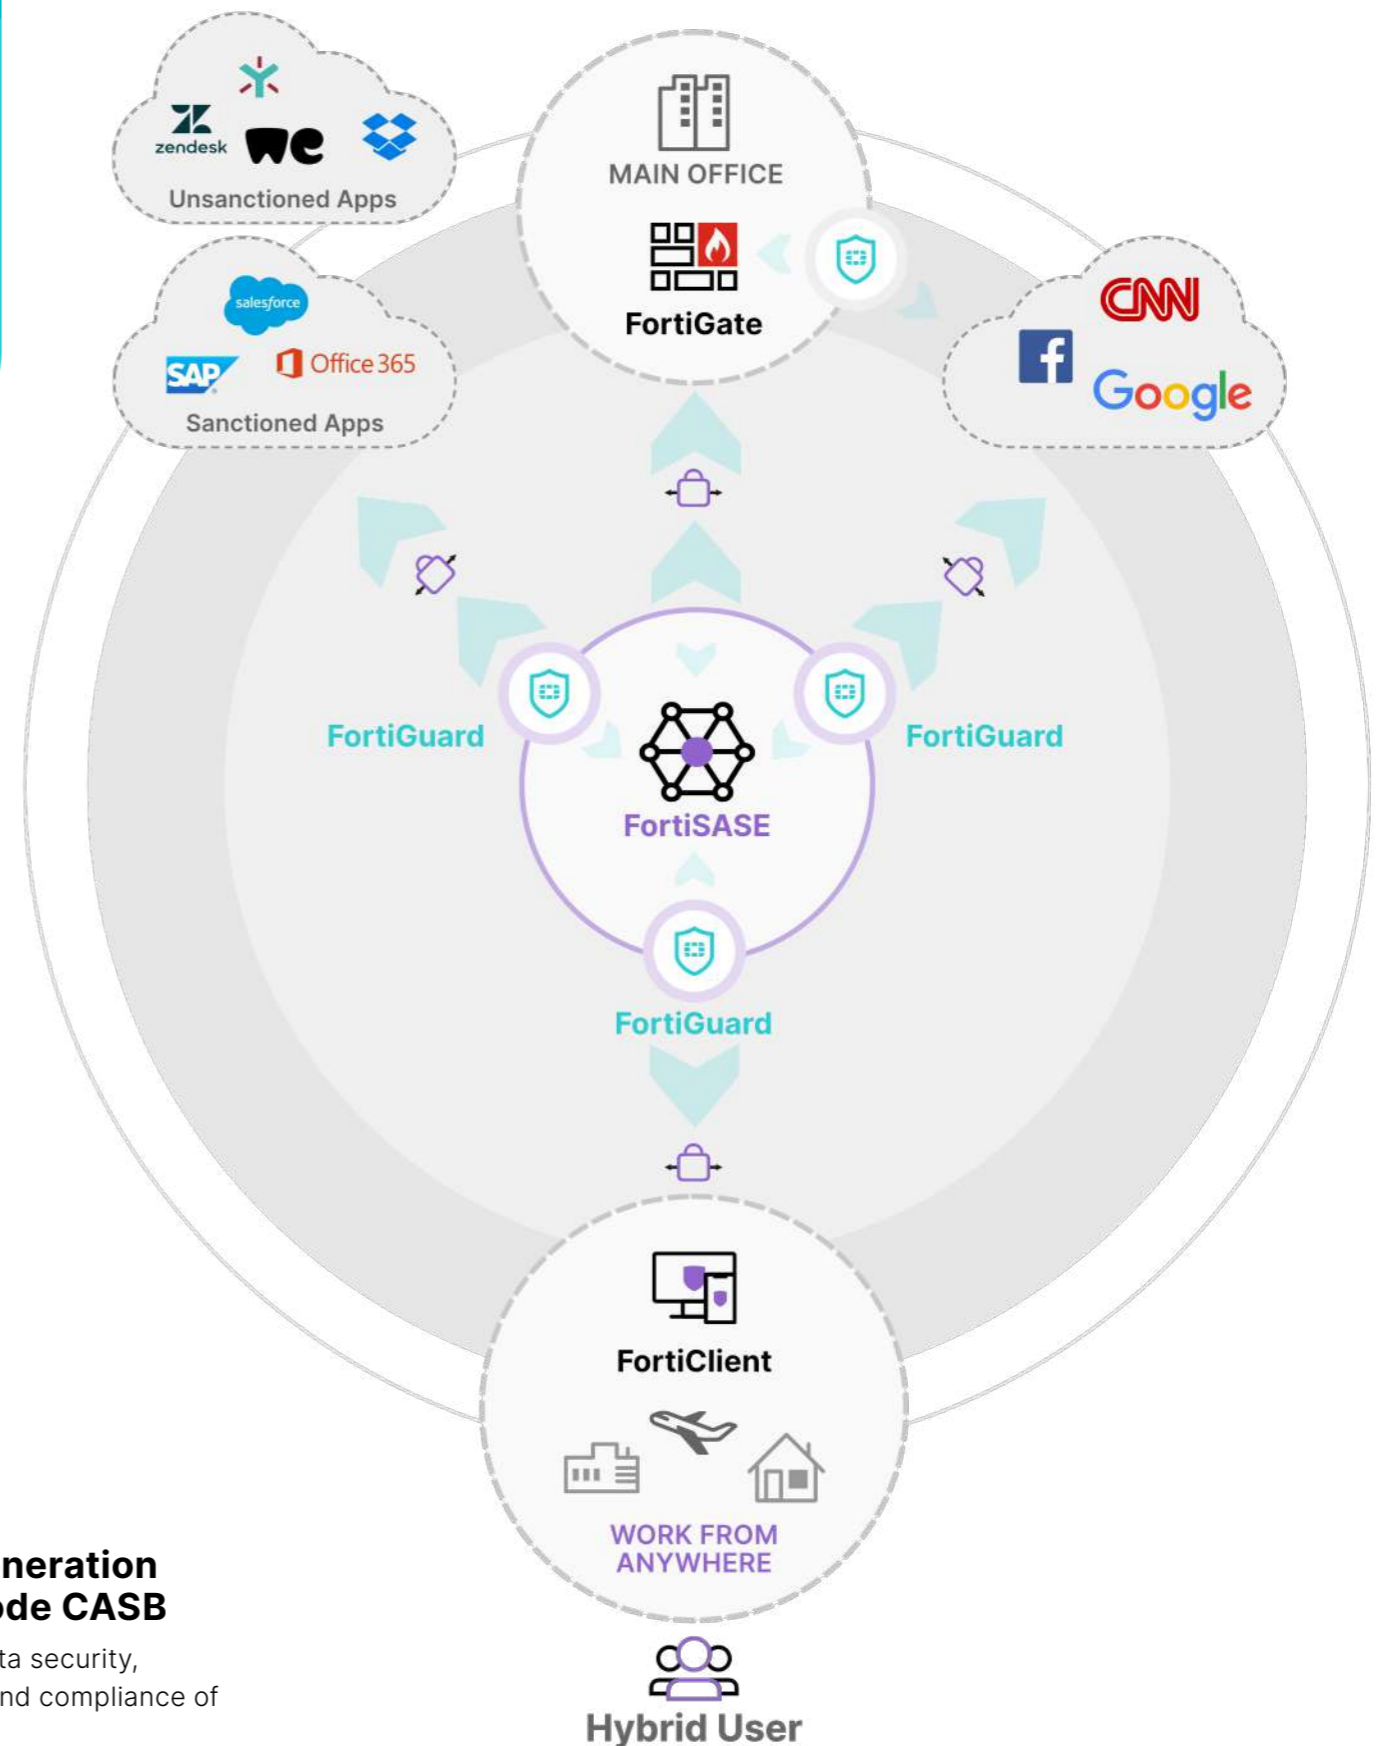 zendesk
we
Unsanctioned Apps
salesforce
SAP
Office 365
Sanctioned Apps
MAIN OFFICE
FortiGate
CNN
f
Google
FortiGuard
FortiGuard
FortiSASE
FortiGuard
FortiClient
WORK FROM
ANYWHERE
Hybrid User
neration
ode CASB
ta security,
nd compliance of